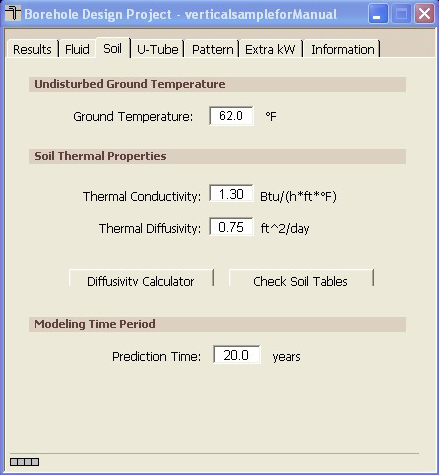 Borehole Design Project - verticalsampleforManual
Results Fluid Soil U-Tube Pattern Extra kW Information
Undisturbed Ground Temperature
Ground Temperature: 62.0 °F
Soil Thermal Properties
Thermal Conductivity: 1.30 Btu/(h*ft*°F)
Thermal Diffusivity: 0.75 ft^2/day
Diffusivity Calculator Check Soil Tables
Modeling Time Period
Prediction Time: 20.0 years